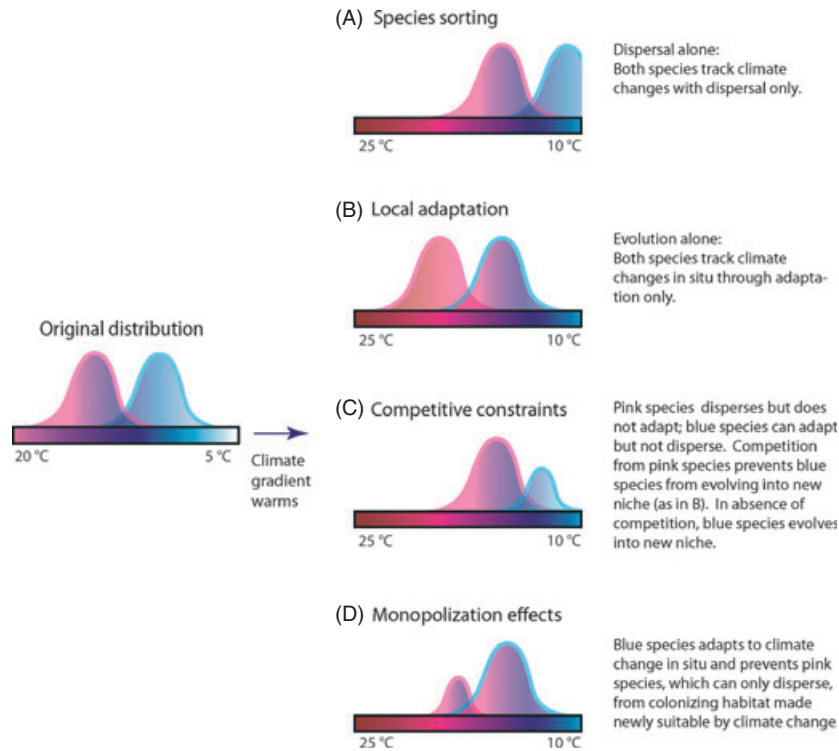 (A) Species sorting
Dispersal alone:
Both species track climate
changes with dispersal only.
25 °C 10 °C
(B) Local adaptation
Evolution alone:
Both species track climate
changes in situ through adapta-
tion only.
25 °C 10 °C
Original distribution
20 °C 5 °C
Climate
gradient
warms
(C) Competitive constraints
Pink species disperses but does
not adapt; blue species can adapt
but not disperse. Competition
from pink species prevents blue
species from evolving into new
niche (as in B). In absence of
competition, blue species evolves
into new niche.
25 °C 10 °C
(D) Monopolization effects
Blue species adapts to climate
change in situ and prevents pink
species, which can only disperse,
from colonizing habitat made
newly suitable by climate change
25 °C 10 °C